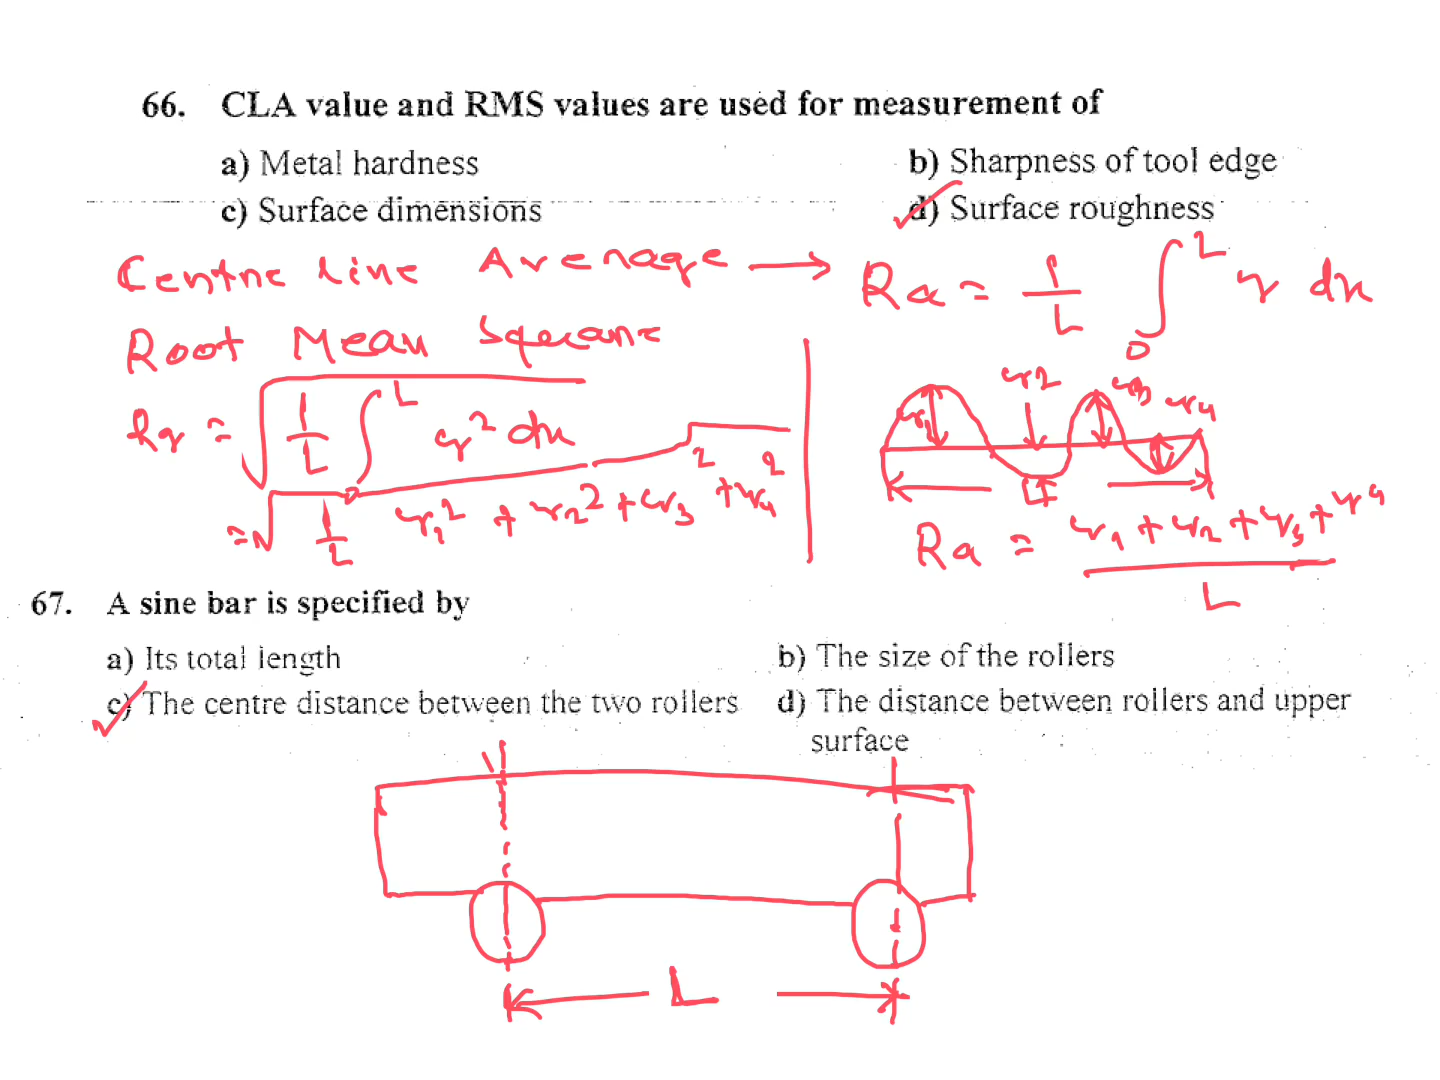 66. CLA value and RMS values are used for measurement of
a) Metal hardness b) Sharpness of tool edge
c) Surface dimensions d) Surface roughness
Centre Line Average → Ra = 1/L ∫₀ᴸ y dx
Root Mean Square
Rq = √(1/L ∫₀ᴸ y² dx)
y1 y2 y3 y4
= √(1/L y₁² + y₂² + y₃² + y₄²)
Ra = (y₁ + y₂ + y₃ + y₄)/L
67. A sine bar is specified by
a) Its total length b) The size of the rollers
c) The centre distance between the two rollers d) The distance between rollers and upper
surface
L